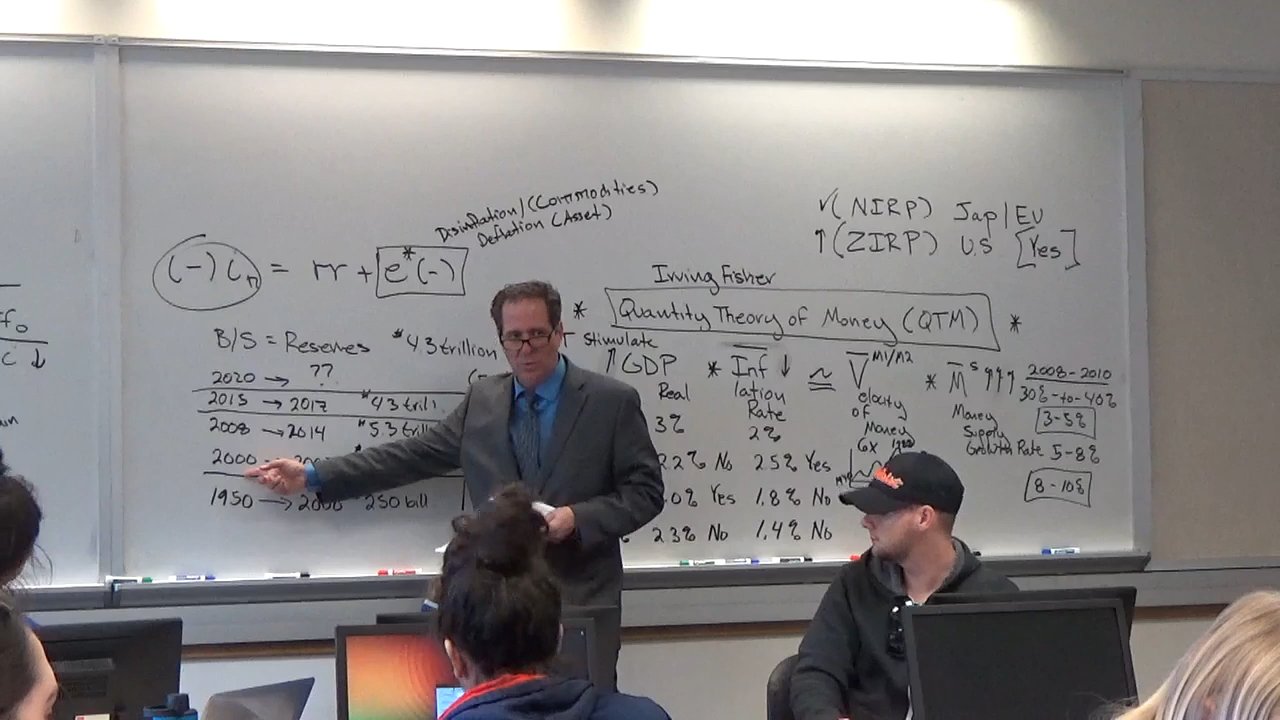 Disinflation/(Commodities)
Deflation (Asset)
√(NIRP) Jap|EU
↑(ZIRP) U.S [Yes]
(-) = rr + e*(-)
Irving Fisher
* Quantity Theory of Money (QTM) *
B/S = Reserves $4.3 trillion
Stimulate
↑GDP * Inf ↓ ≅ V M1/M2 * M s 2008-2010
Real lation elocity Money 30% -to- 40%
3% Rate of Supply 3-5%
2% Money Growth Rate 5-8%
2020 → ??
2015 → 2017 $4.3 trill
2008 → 2014 $5.3 trill
2000
1950 → 2000 $250 bill
2.2% No 2.5% Yes
0% Yes 1.8% No
2.3% No 1.4% No
8-10%
fo
c ↓